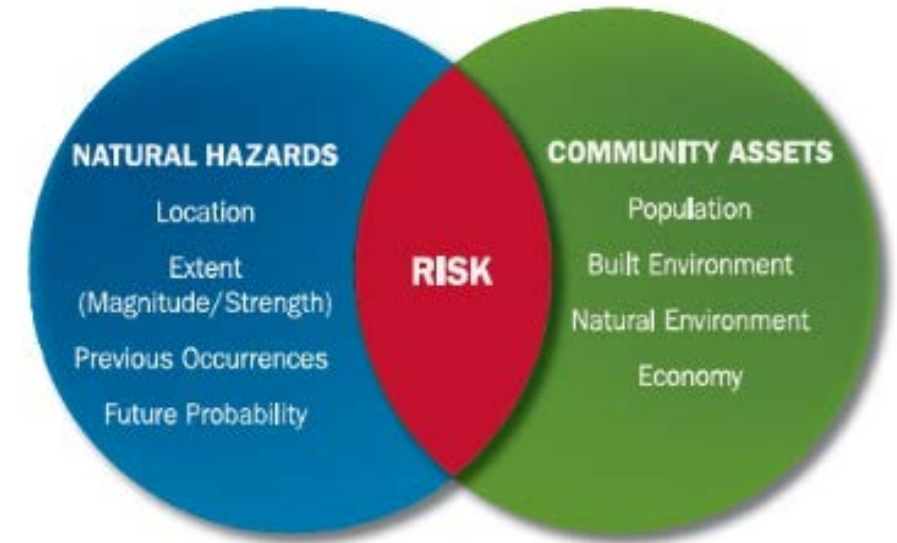 NATURAL HAZARDS
Location
Extent
(Magnitude/Strength)
Previous Occurrences
Future Probability
RISK
COMMUNITY ASSETS
Population
Built Environment
Natural Environment
Economy